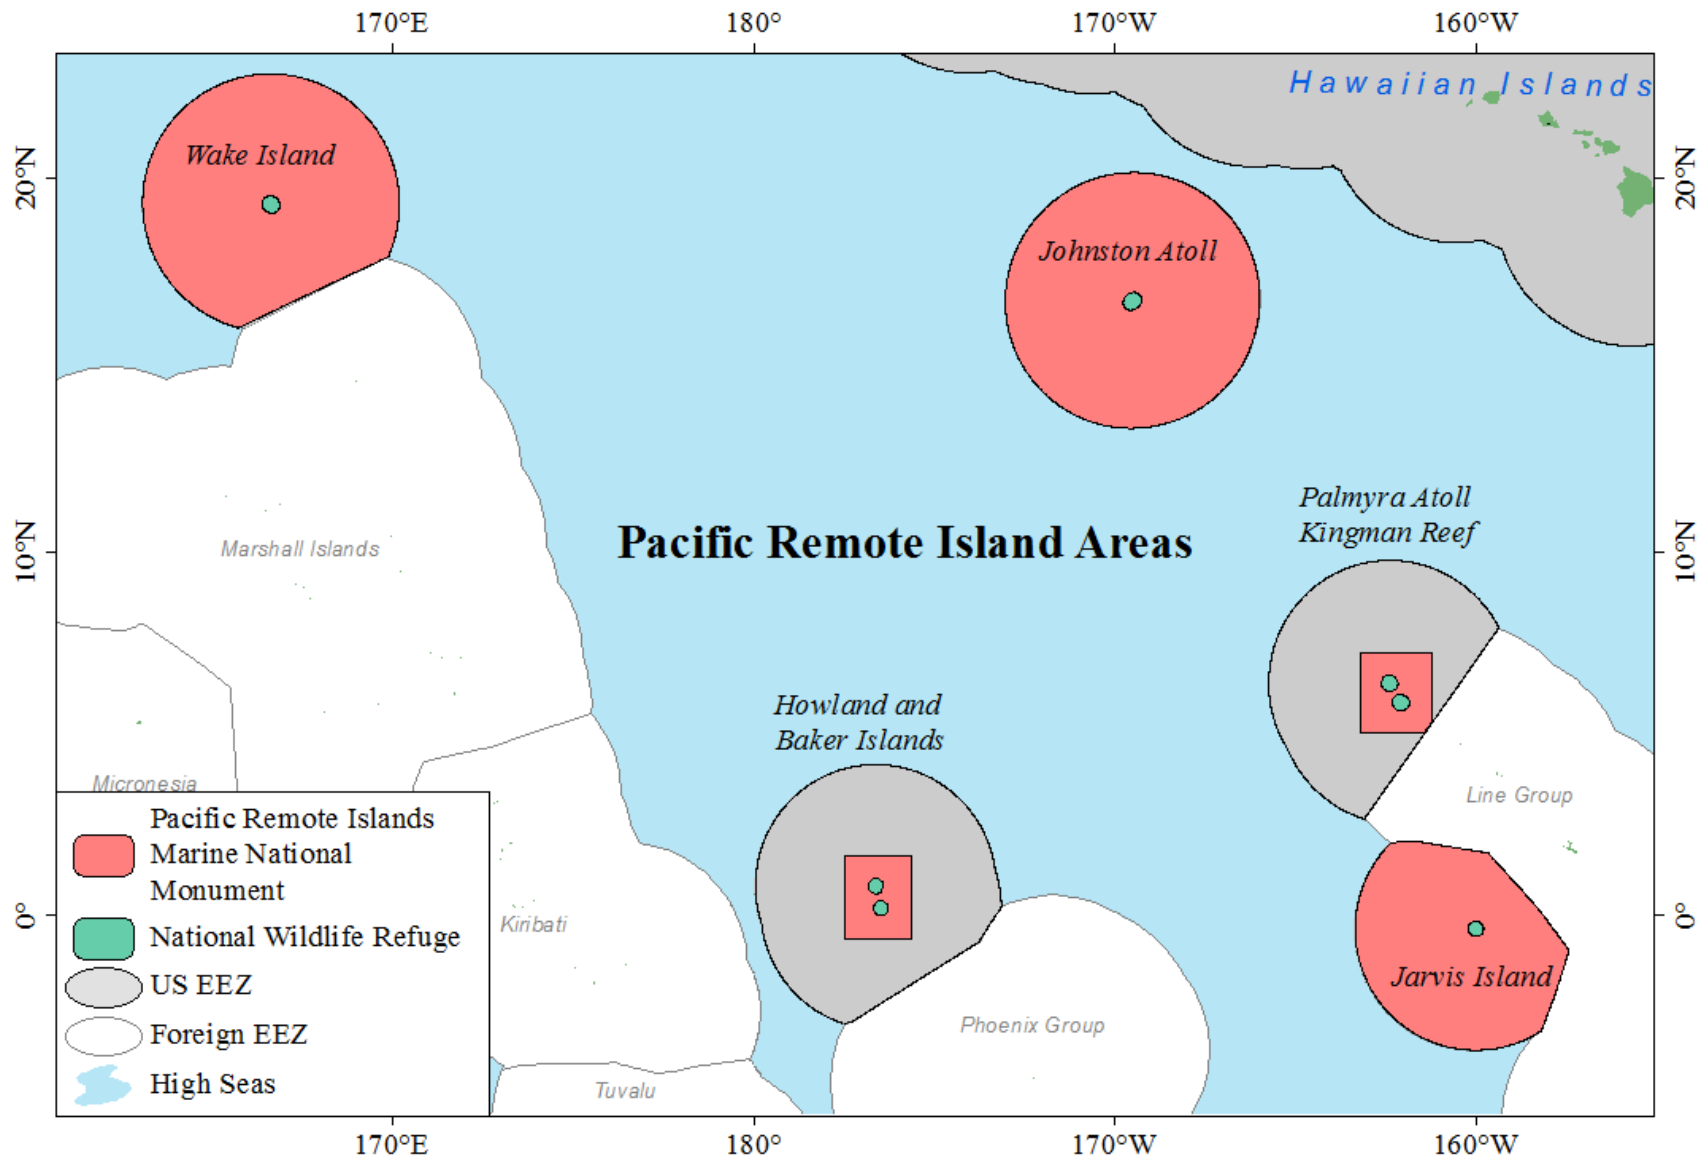 170°E
180°
170°W
160°W
Hawaiian Islands
Wake Island
20°N
20°N
Johnston Atoll
Palmyra Atoll
Kingman Reef
Pacific Remote Island Areas
Marshall Islands
10°N
10°N
Howland and
Baker Islands
Micronesia
Line Group
Pacific Remote Islands
Marine National
Monument
National Wildlife Refuge
US EEZ
Foreign EEZ
High Seas
0°
0°
Kiribati
Jarvis Island
Phoenix Group
Tuvalu
170°E
180°
170°W
160°W